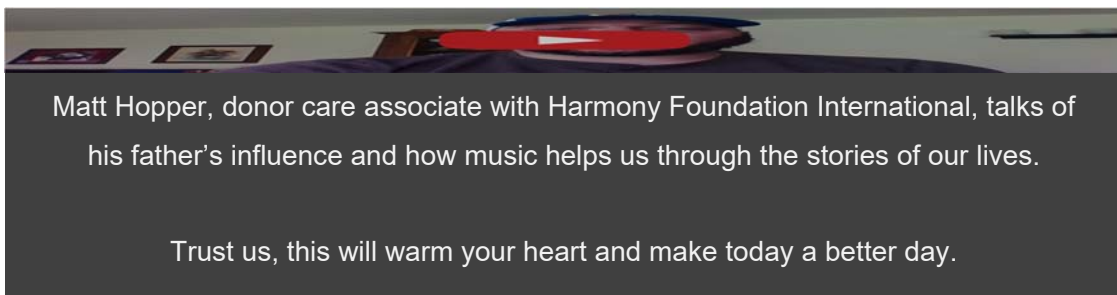 Matt Hopper, donor care associate with Harmony Foundation International, talks of
his father’s influence and how music helps us through the stories of our lives.
Trust us, this will warm your heart and make today a better day.